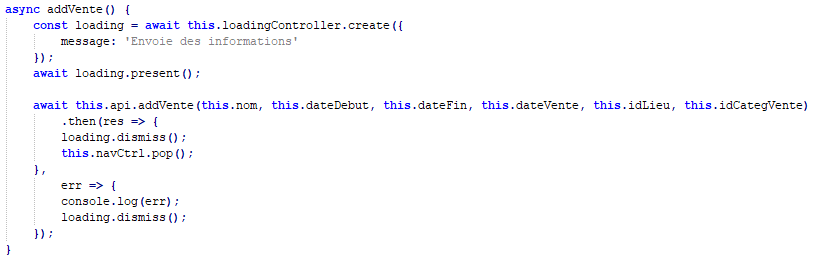 async addVente() {
    const loading = await this.loadingController.create({
        message: 'Envoie des informations'
    });
    await loading.present();

    await this.api.addVente(this.nom, this.dateDebut, this.dateFin, this.dateVente, this.idLieu, this.idCategVente)
        .then(res => {
        loading.dismiss();
        this.navCtrl.pop();
    },
        err => {
        console.log(err);
        loading.dismiss();
    });
}